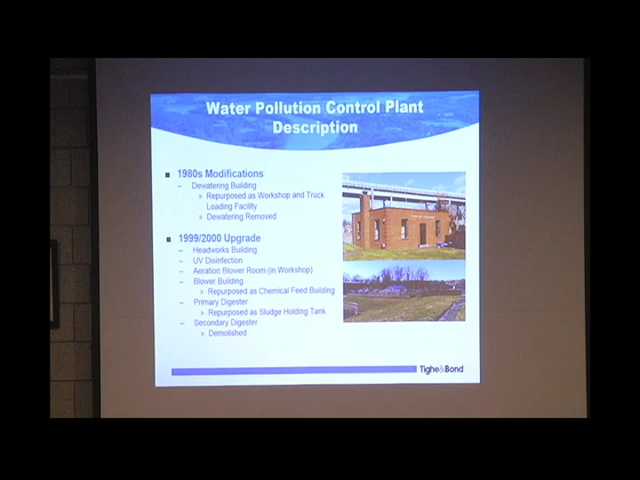 Water Pollution Control Plant
Description
■ 1980s Modifications
– Dewatering Building
» Repurposed as Workshop and Truck
Loading Facility
» Dewatering Removed
■ 1999/2000 Upgrade
– Headworks Building
– UV Disinfection
– Aeration Blower Room (in Workshop)
– Blower Building
» Repurposed as Chemical Feed Building
– Primary Digester
» Repurposed as Sludge Holding Tank
– Secondary Digester
» Demolished
Tighe&Bond